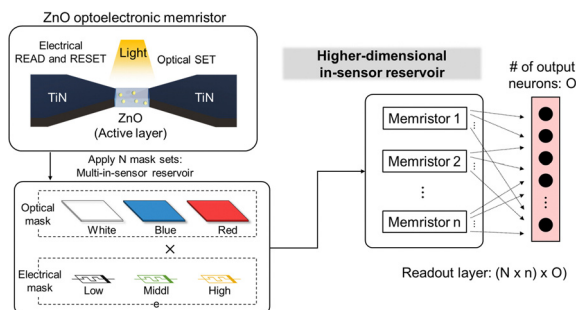 ZnO optoelectronic memristor
Electrical
READ and RESET
Light
Optical SET
TiN
TiN
ZnO
(Active layer)
Apply N mask sets:
Multi-in-sensor reservoir
Optical
mask
White
Blue
Red
×
Electrical
mask
Low
Middl
e
High
Higher-dimensional
in-sensor reservoir
Memristor 1
Memristor 2
⋮
Memristor n
# of output
neurons: O
Readout layer: (N x n) x O)